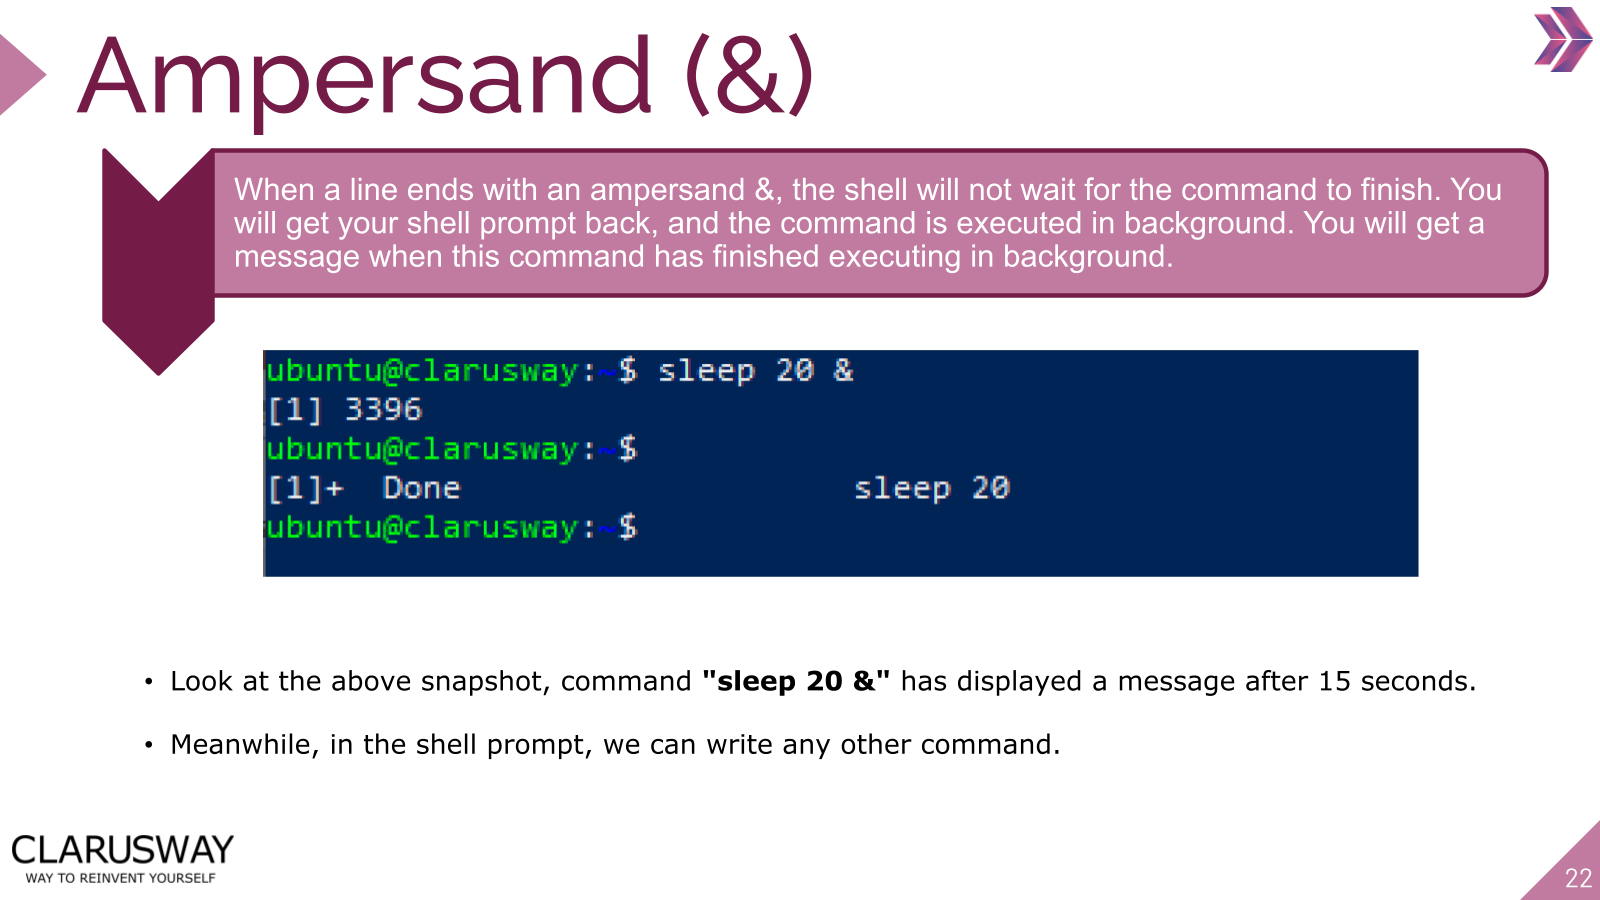 Ampersand (&)
When a line ends with an ampersand &, the shell will not wait for the command to finish. You
will get your shell prompt back, and the command is executed in background. You will get a
message when this command has finished executing in background.
ubuntu@clarusway:~$ sleep 20 &
[1] 3396
ubuntu@clarusway:~$
[1]+  Done                    sleep 20
ubuntu@clarusway:~$
• Look at the above snapshot, command "sleep 20 &" has displayed a message after 15 seconds.
• Meanwhile, in the shell prompt, we can write any other command.
CLARUSWAY
WAY TO REINVENT YOURSELF
22